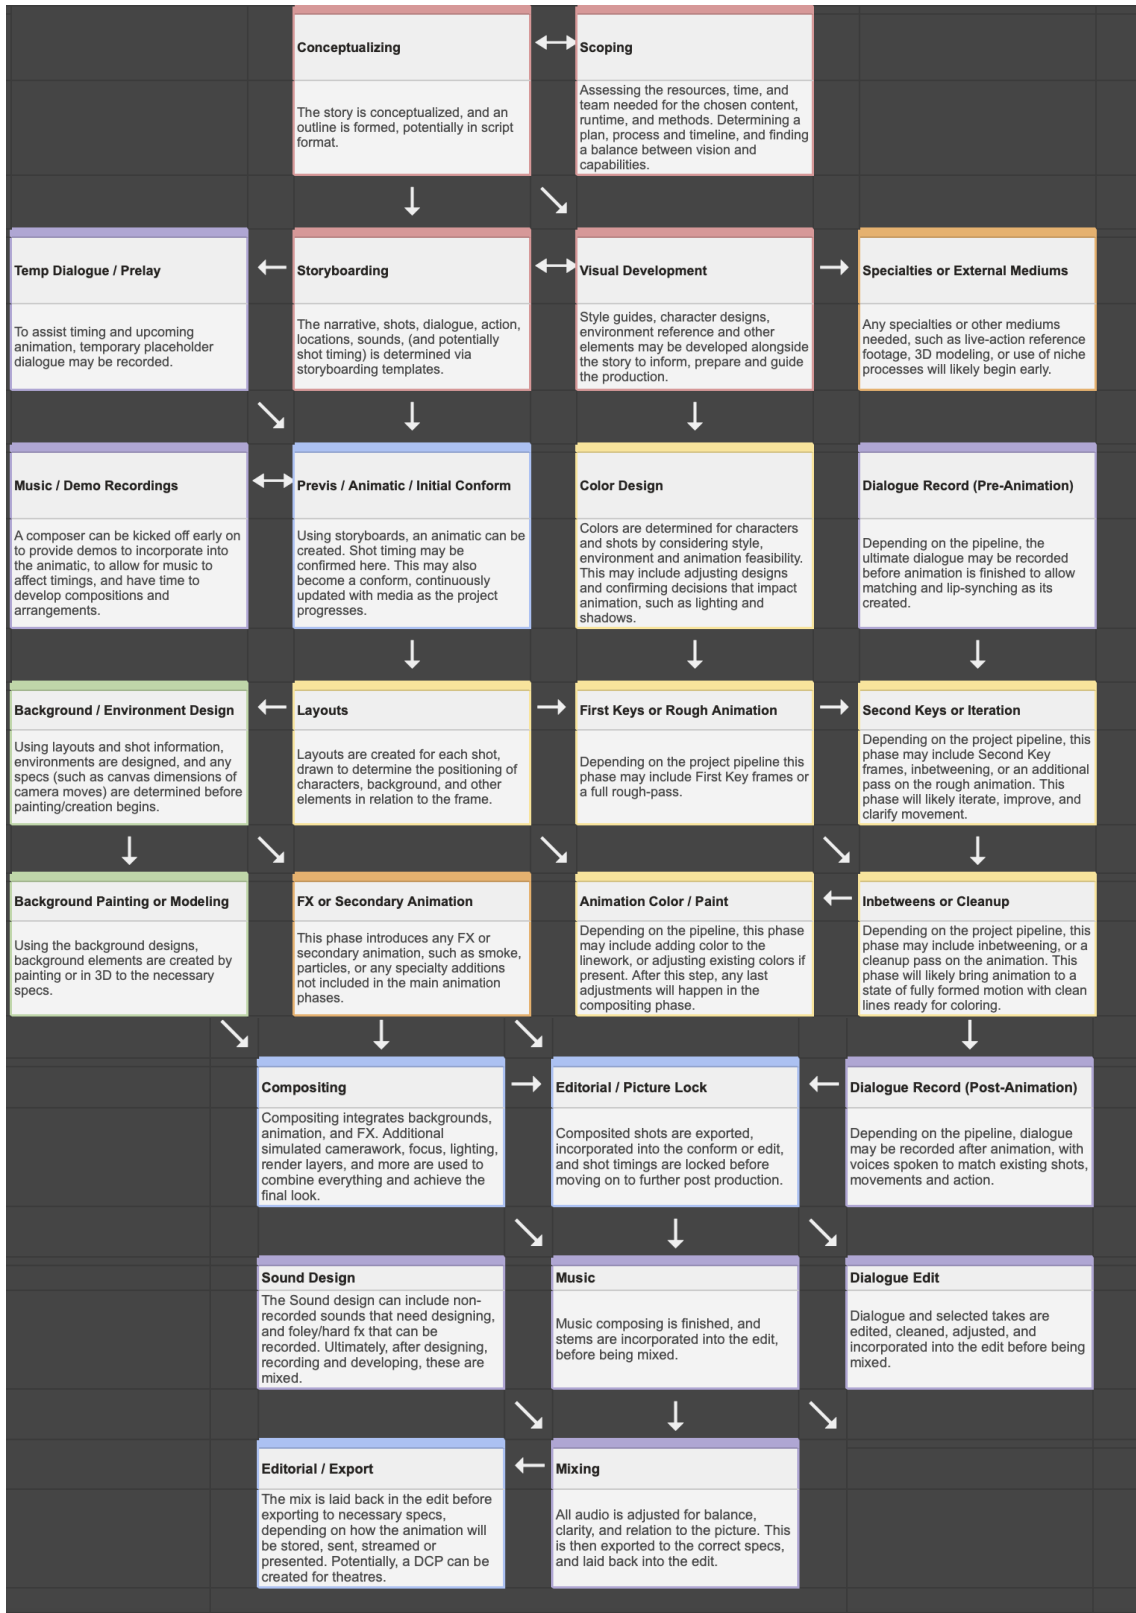 Conceptualizing
The story is conceptualized, and an
outline is formed, potentially in script
format.
Scoping
Assessing the resources, time, and
team needed for the chosen content,
runtime, and methods. Determining a
plan, process and timeline, and finding
a balance between vision and
capabilities.
Temp Dialogue / Prelay
To assist timing and upcoming
animation, temporary placeholder
dialogue may be recorded.
Storyboarding
The narrative, shots, dialogue, action,
locations, sounds, (and potentially
shot timing) is determined via
storyboarding templates.
Visual Development
Style guides, character designs,
environment reference and other
elements may be developed alongside
the story to inform, prepare and guide
the production.
Specialties or External Mediums
Any specialties or other mediums
needed, such as live-action reference
footage, 3D modeling, or use of niche
processes will likely begin early.
Music / Demo Recordings
A composer can be kicked off early on
to provide demos to incorporate into
the animatic, to allow for music to
affect timings, and have time to
develop compositions and
arrangements.
Previs / Animatic / Initial Conform
Using storyboards, an animatic can be
created. Shot timing may be
confirmed here. This may also
become a conform, continuously
updated with media as the project
progresses.
Color Design
Colors are determined for characters
and shots by considering style,
environment and animation feasibility.
This may include adjusting designs
and confirming decisions that impact
animation, such as lighting and
shadows.
Dialogue Record (Pre-Animation)
Depending on the pipeline, the
ultimate dialogue may be recorded
before animation is finished to allow
matching and lip-synching as its
created.
Background / Environment Design
Using layouts and shot information,
environments are designed, and any
specs (such as canvas dimensions of
camera moves) are determined before
painting/creation begins.
Layouts
Layouts are created for each shot,
drawn to determine the positioning of
characters, background, and other
elements in relation to the frame.
First Keys or Rough Animation
Depending on the project pipeline this
phase may include First Key frames or
a full rough-pass.
Second Keys or Iteration
Depending on the project pipeline, this
phase may include Second Key
frames, inbetweening, or an additional
pass on the rough animation. This
phase will likely iterate, improve, and
clarify movement.
Background Painting or Modeling
Using the background designs,
background elements are created by
painting or in 3D to the necessary
specs.
FX or Secondary Animation
This phase introduces any FX or
secondary animation, such as smoke,
particles, or any specialty additions
not included in the main animation
phases.
Animation Color / Paint
Depending on the pipeline, this phase
may include adding color to the
linework, or adjusting existing colors if
present. After this step, any last
adjustments will happen in the
compositing phase.
Inbetweens or Cleanup
Depending on the project pipeline, this
phase may include inbetweening, or a
cleanup pass on the animation. This
phase will likely bring animation to a
state of fully formed motion with clean
lines ready for coloring.
Compositing
Compositing integrates backgrounds,
animation, and FX. Additional
simulated camerawork, focus, lighting,
render layers, and more are used to
combine everything and achieve the
final look.
Editorial / Picture Lock
Composited shots are exported,
incorporated into the conform or edit,
and shot timings are locked before
moving on to further post production.
Dialogue Record (Post-Animation)
Depending on the pipeline, dialogue
may be recorded after animation, with
voices spoken to match existing shots,
movements and action.
Sound Design
The Sound design can include non-
recorded sounds that need designing,
and foley/hard fx that can be
recorded. Ultimately, after designing,
recording and developing, these are
mixed.
Music
Music composing is finished, and
stems are incorporated into the edit,
before being mixed.
Dialogue Edit
Dialogue and selected takes are
edited, cleaned, adjusted, and
incorporated into the edit before being
mixed.
Editorial / Export
The mix is laid back in the edit before
exporting to necessary specs,
depending on how the animation will
be stored, sent, streamed or
presented. Potentially, a DCP can be
created for theatres.
Mixing
All audio is adjusted for balance,
clarity, and relation to the picture. This
is then exported to the correct specs,
and laid back into the edit.